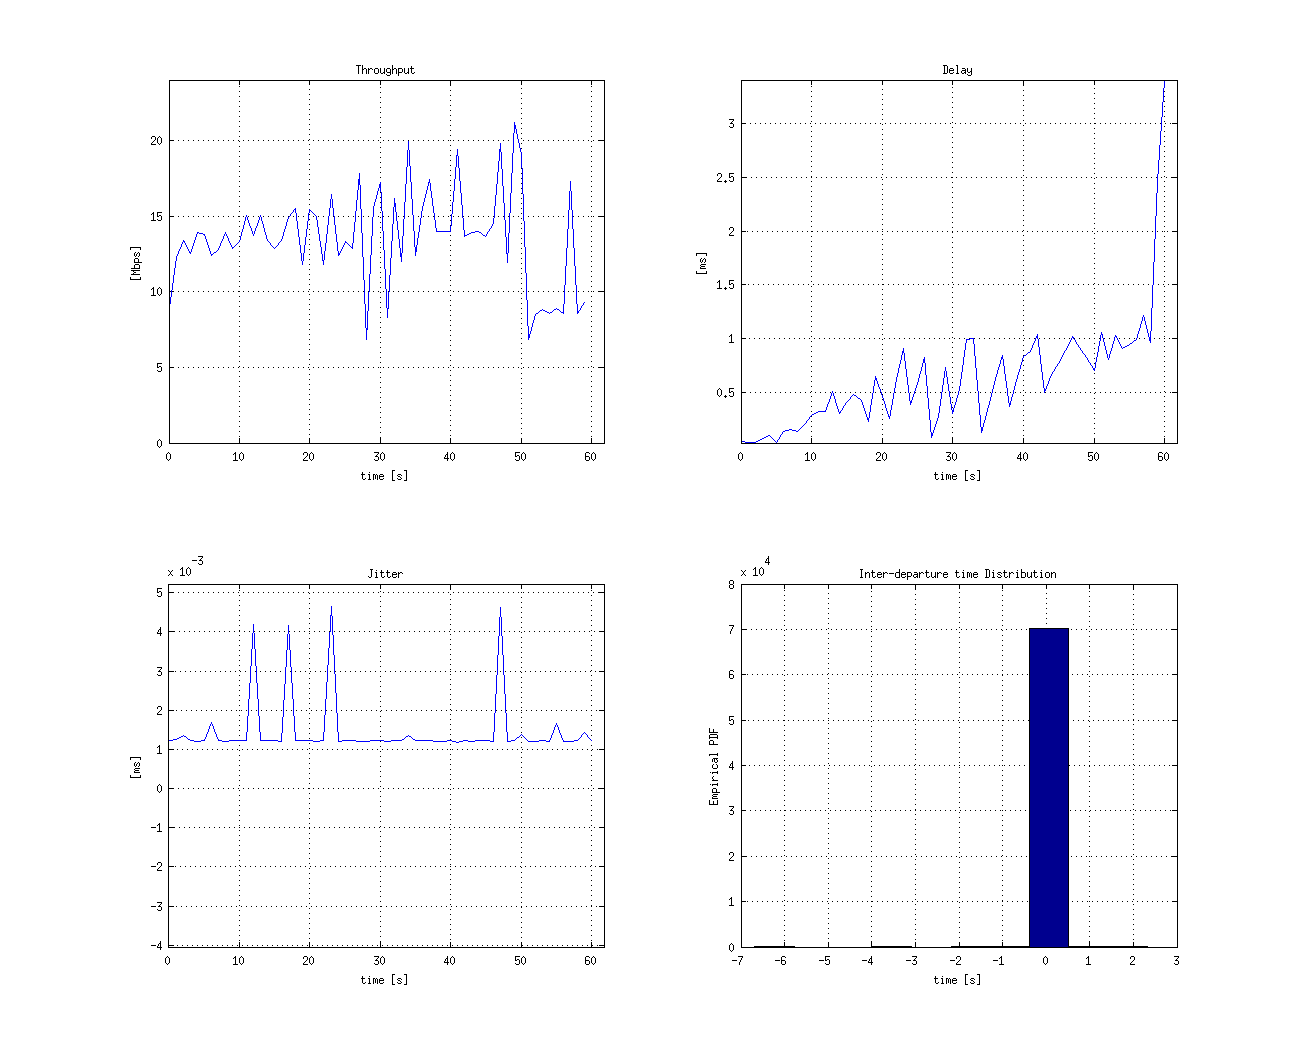 Throughput
20
15
10
5
0
[Mbps]
0 10 20 30 40 50 60
time [s]
Delay
3
2.5
2
1.5
1
0.5
[ms]
0 10 20 30 40 50 60
time [s]
x 10 -3
Jitter
5
4
3
2
1
0
-1
-2
-3
-4
[ms]
0 10 20 30 40 50 60
time [s]
x 10 4
Inter-departure time Distribution
8
7
6
5
4
3
2
1
0
Empirical PDF
-7 -6 -5 -4 -3 -2 -1 0 1 2 3
time [s]